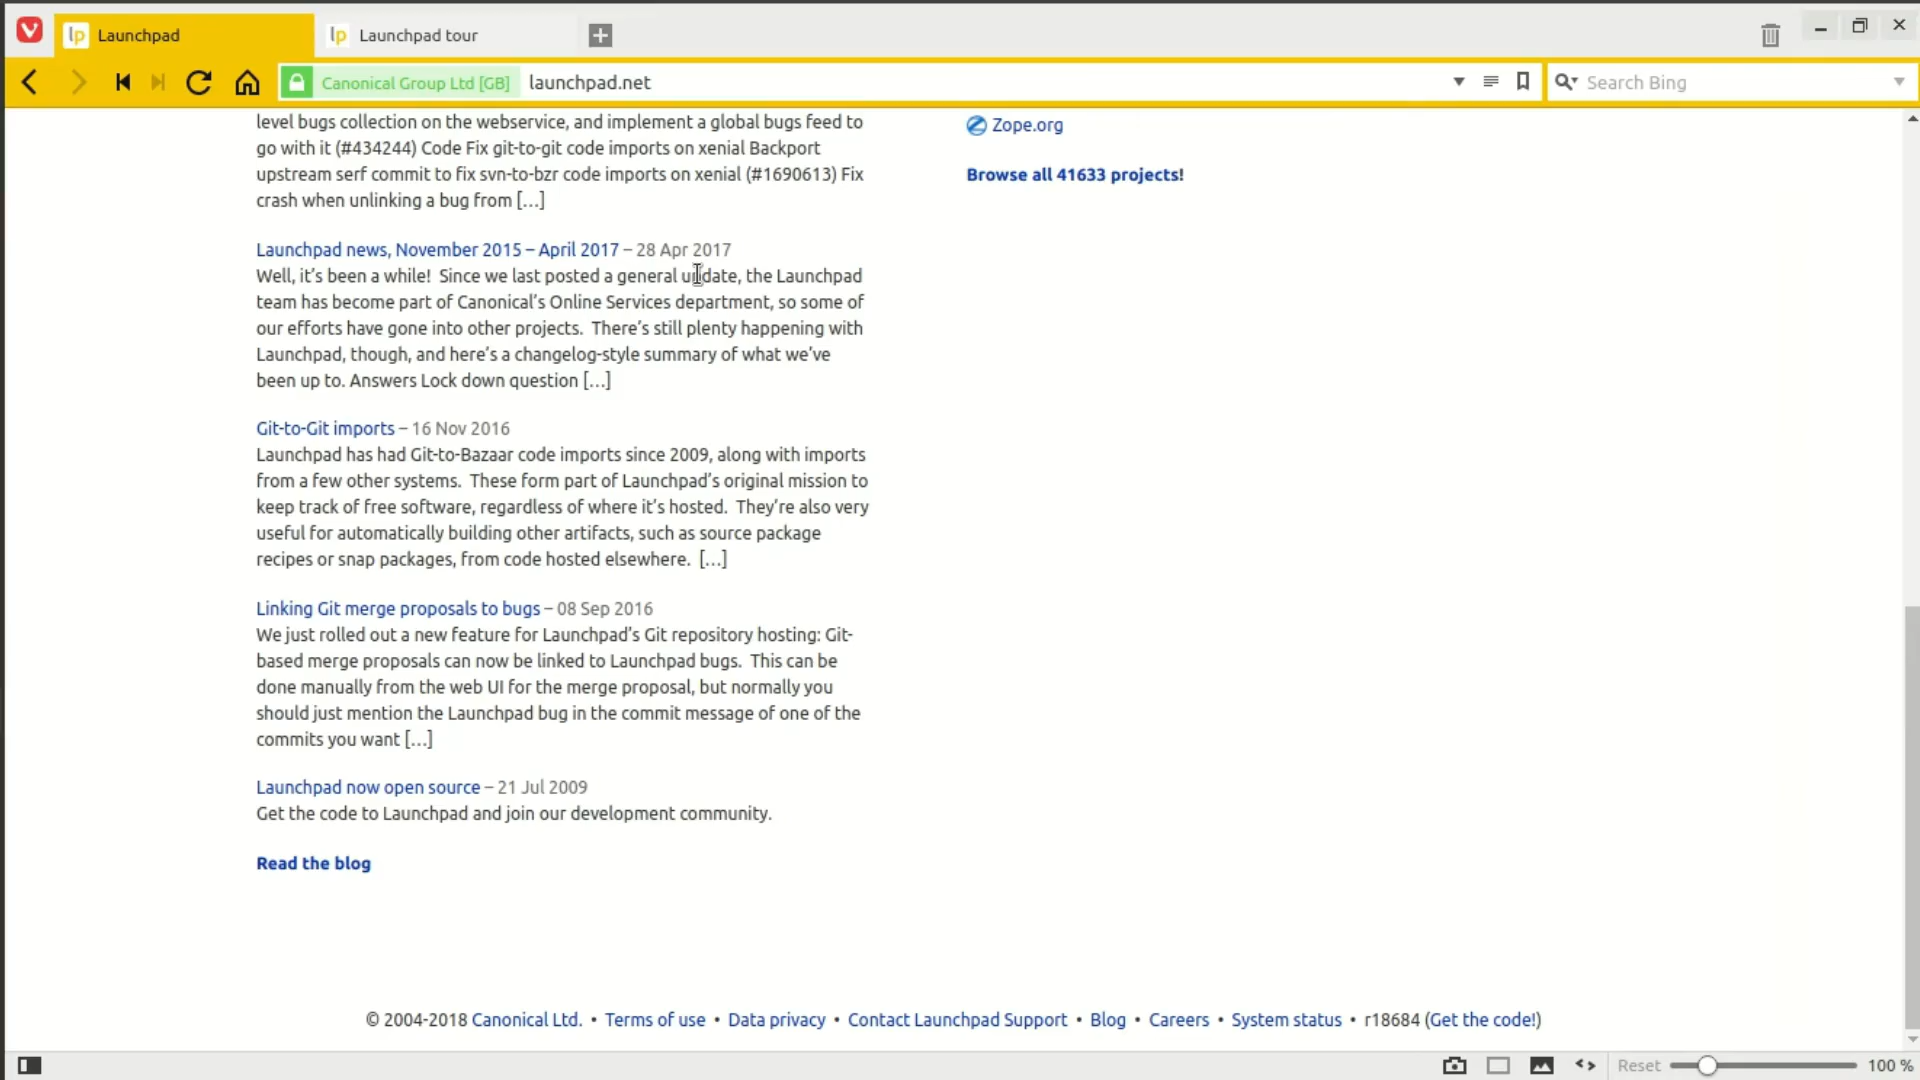 Launchpad
Launchpad tour
Canonical Group Ltd [GB] launchpad.net
Search Bing
level bugs collection on the webservice, and implement a global bugs feed to
go with it (#434244) Code Fix git-to-git code imports on xenial Backport
upstream serf commit to fix svn-to-bzr code imports on xenial (#1690613) Fix
crash when unlinking a bug from [...]
Launchpad news, November 2015 – April 2017 – 28 Apr 2017
Well, it’s been a while!  Since we last posted a general update, the Launchpad
team has become part of Canonical’s Online Services department, so some of
our efforts have gone into other projects.  There’s still plenty happening with
Launchpad, though, and here’s a changelog-style summary of what we’ve
been up to. Answers Lock down question [...]
Git-to-Git imports – 16 Nov 2016
Launchpad has had Git-to-Bazaar code imports since 2009, along with imports
from a few other systems.  These form part of Launchpad’s original mission to
keep track of free software, regardless of where it’s hosted.  They’re also very
useful for automatically building other artifacts, such as source package
recipes or snap packages, from code hosted elsewhere.  [...]
Linking Git merge proposals to bugs – 08 Sep 2016
We just rolled out a new feature for Launchpad’s Git repository hosting: Git-
based merge proposals can now be linked to Launchpad bugs.  This can be
done manually from the web UI for the merge proposal, but normally you
should just mention the Launchpad bug in the commit message of one of the
commits you want [...]
Launchpad now open source – 21 Jul 2009
Get the code to Launchpad and join our development community.
Read the blog
Zope.org
Browse all 41633 projects!
© 2004-2018 Canonical Ltd. • Terms of use • Data privacy • Contact Launchpad Support • Blog • Careers • System status • r18684 (Get the code!)
Reset
100 %